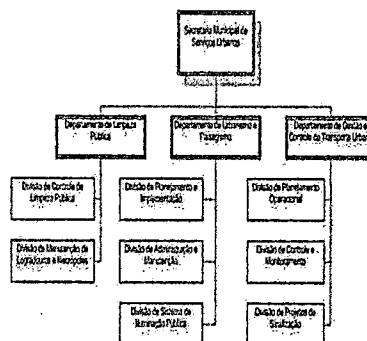 Secretaria Municipal de
Serviços Urbanos
Departamento de Limpeza
Pública
Departamento de Urbanismo e
Paisagismo
Departamento de Gestão e
Controle do Transporte Urbano
Divisão de Controle de
Limpeza Pública
Divisão de Planejamento e
Implementação
Divisão de Planejamento
Operacional
Divisão de Manutenção de
Logradouros e Necrópoles
Divisão de Administração e
Manutenção
Divisão de Controle e
Monitoramento
Divisão de Sistema de
Iluminação Pública
Divisão de Projetos de
Sinalização